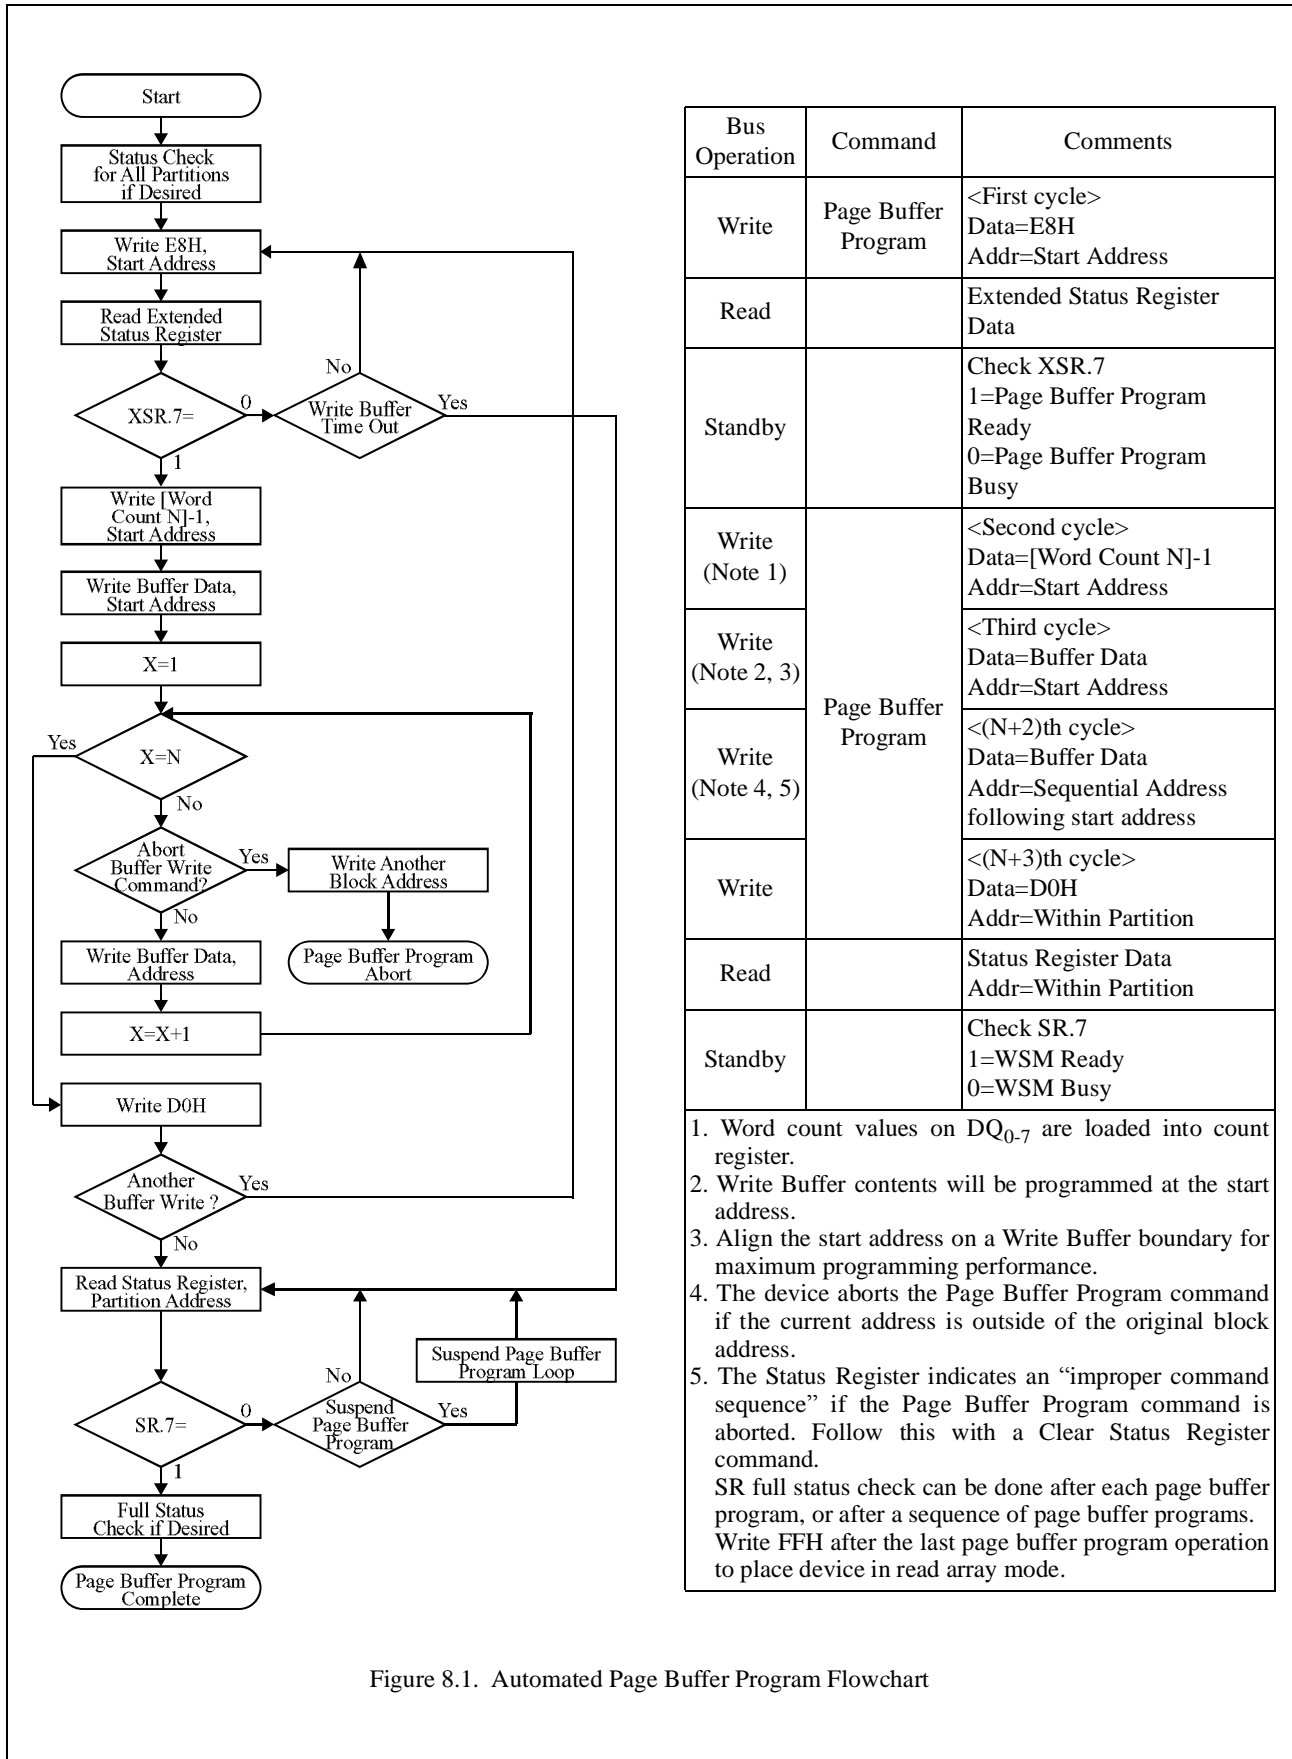 Start
Status Check
for All Partitions
if Desired
Write E8H,
Start Address
Read Extended
Status Register
No
XSR.7=
0
Write Buffer
Time Out
Yes
1
Write [Word
Count N]-1,
Start Address
Write Buffer Data,
Start Address
X=1
Yes
X=N
No
Abort
Buffer Write
Command?
Yes
Write Another
Block Address
No
Page Buffer Program
Abort
Write Buffer Data,
Address
X=X+1
Write D0H
Another
Buffer Write ?
Yes
No
Read Status Register,
Partition Address
Suspend Page Buffer
Program Loop
No
SR.7=
0
Suspend
Page Buffer
Program
Yes
1
Full Status
Check if Desired
Page Buffer Program
Complete
Bus
Operation
Command
Comments
Write
Page Buffer
Program
<First cycle>
Data=E8H
Addr=Start Address
Read
Extended Status Register
Data
Standby
Check XSR.7
1=Page Buffer Program
Ready
0=Page Buffer Program
Busy
Write
(Note 1)
Page Buffer
Program
<Second cycle>
Data=[Word Count N]-1
Addr=Start Address
Write
(Note 2, 3)
<Third cycle>
Data=Buffer Data
Addr=Start Address
Write
(Note 4, 5)
<(N+2)th cycle>
Data=Buffer Data
Addr=Sequential Address
following start address
Write
<(N+3)th cycle>
Data=D0H
Addr=Within Partition
Read
Status Register Data
Addr=Within Partition
Standby
Check SR.7
1=WSM Ready
0=WSM Busy
1. Word count values on DQ0-7 are loaded into count
register.
2. Write Buffer contents will be programmed at the start
address.
3. Align the start address on a Write Buffer boundary for
maximum programming performance.
4. The device aborts the Page Buffer Program command
if the current address is outside of the original block
address.
5. The Status Register indicates an “improper command
sequence” if the Page Buffer Program command is
aborted. Follow this with a Clear Status Register
command.
SR full status check can be done after each page buffer
program, or after a sequence of page buffer programs.
Write FFH after the last page buffer program operation
to place device in read array mode.
Figure 8.1. Automated Page Buffer Program Flowchart